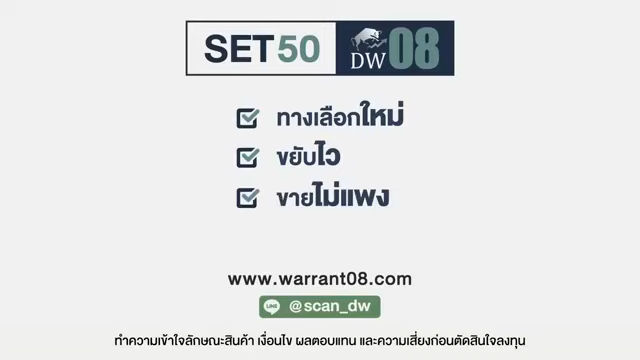 SET50 DW08
ทางเลือกใหม่
ขยับไว
ขายไม่แพง
www.warrant08.com
LINE @scan_dw
ทำความเข้าใจลักษณะสินค้า เงื่อนไข ผลตอบแทน และความเสี่ยงก่อนตัดสินใจลงทุน